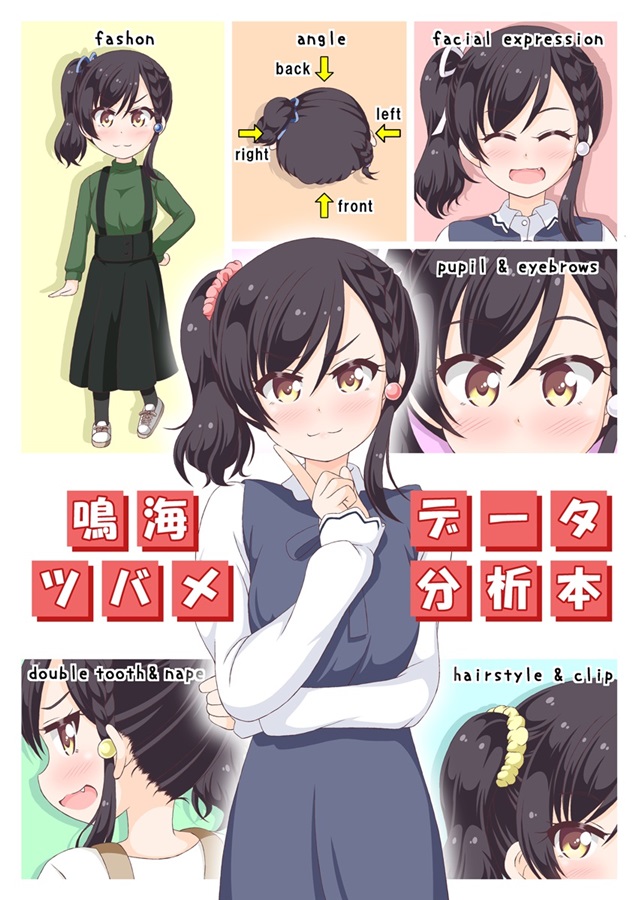 fashon
angle
facial expression
back
left
right
front
pupil & eyebrows
鳴海
ツバメ
データ
分析本
double tooth & nape
hairstyle & clip